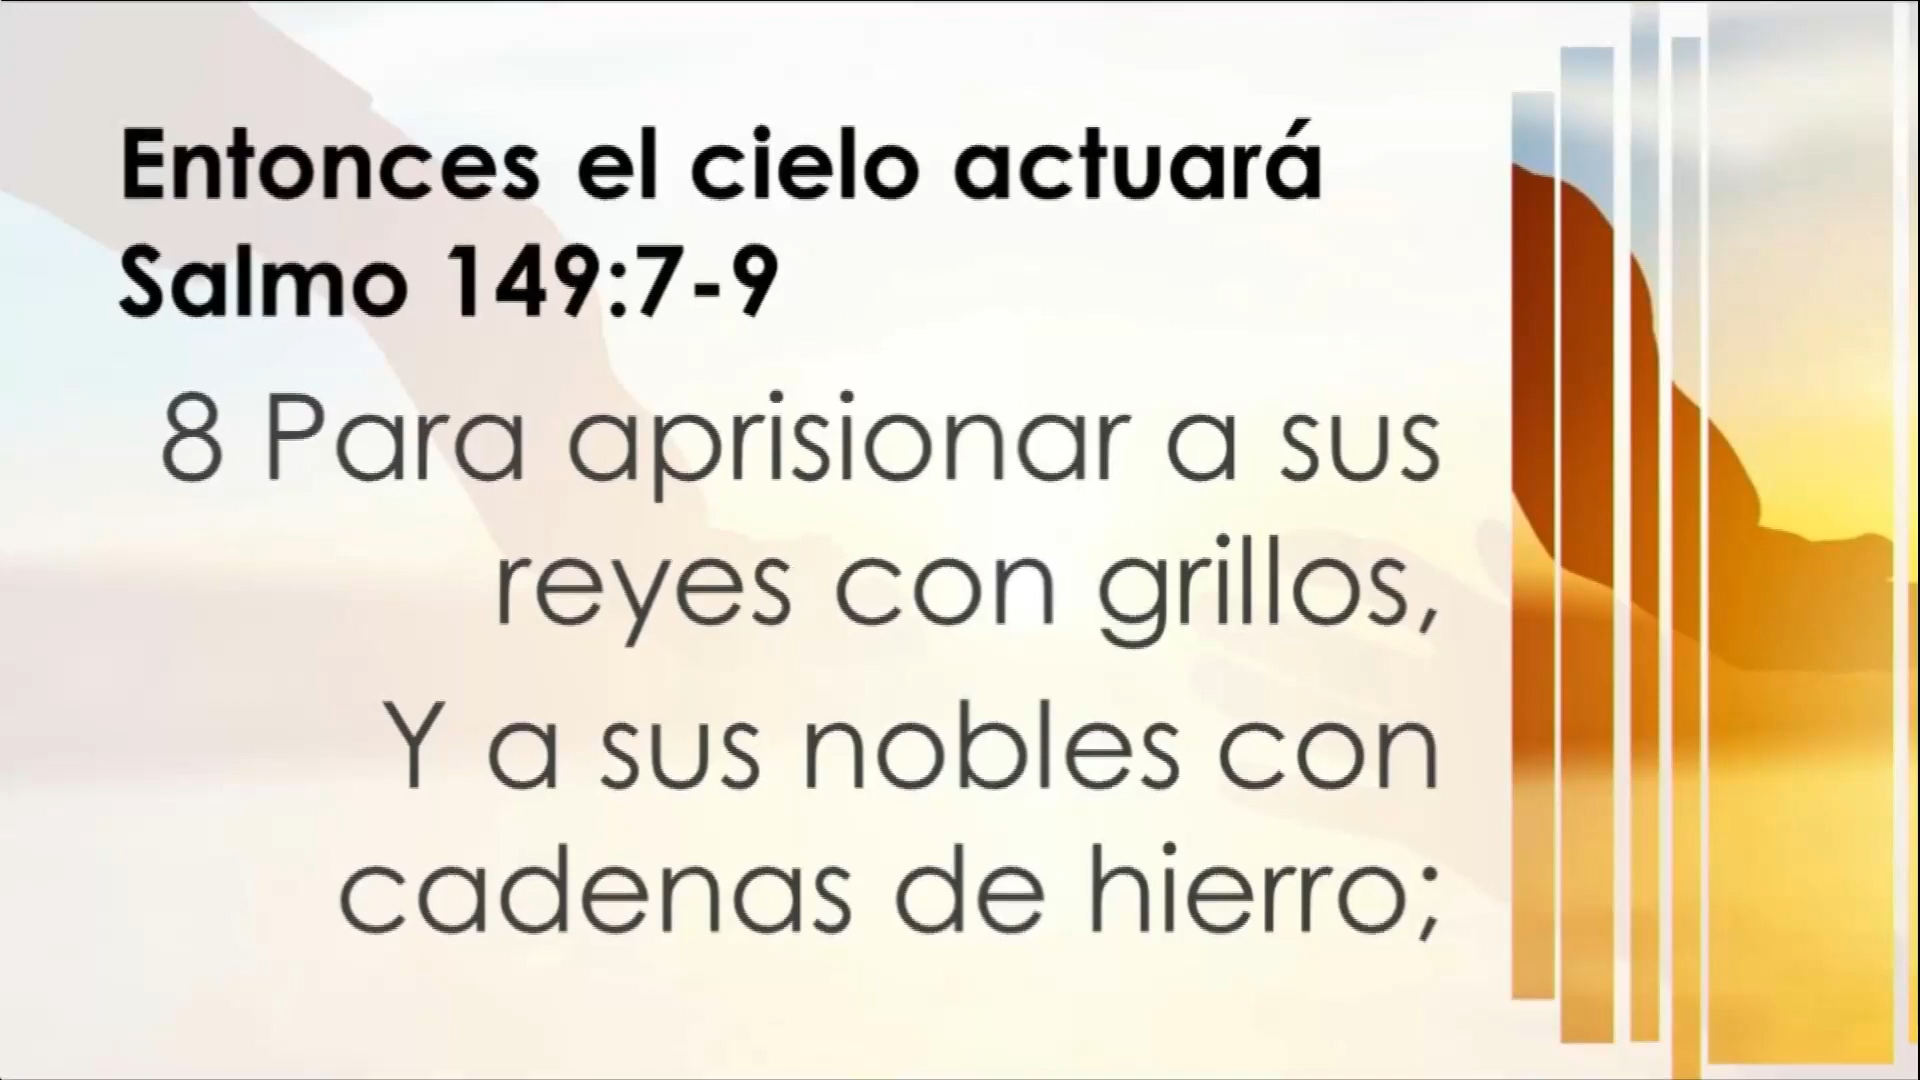 Entonces el cielo actuará
Salmo 149:7-9
8 Para aprisionar a sus
reyes con grillos,
Y a sus nobles con
cadenas de hierro;